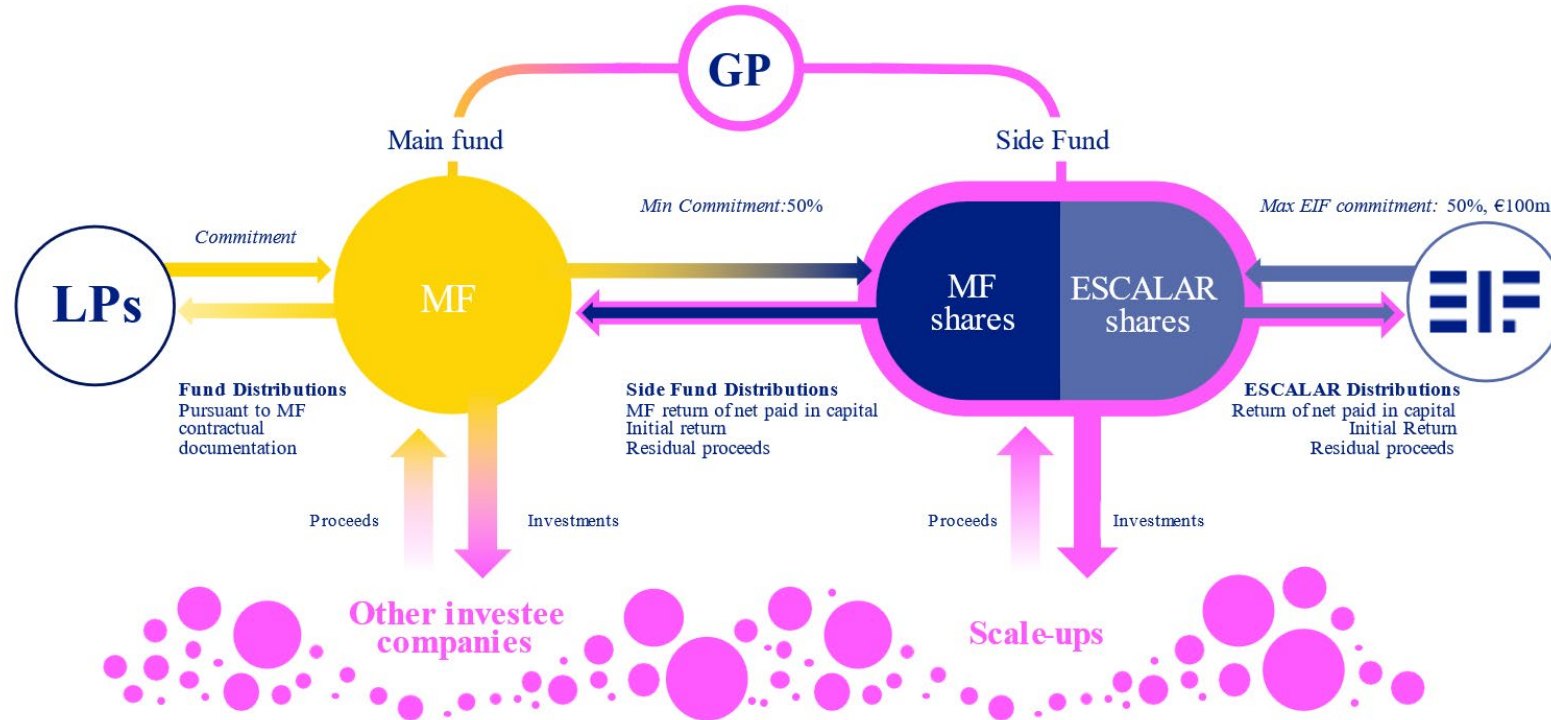 GP
Main fund
Side Fund
Commitment
Min Commitment:50%
Max EIF commitment: 50%, €100m
LPs
MF
MF
shares
ESCALAR
shares
EIF
Fund Distributions
Pursuant to MF
contractual
documentation
Side Fund Distributions
MF return of net paid in capital
Initial return
Residual proceeds
ESCALAR Distributions
Return of net paid in capital
Initial Return
Residual proceeds
Proceeds
Investments
Proceeds
Investments
Other investee
companies
Scale-ups